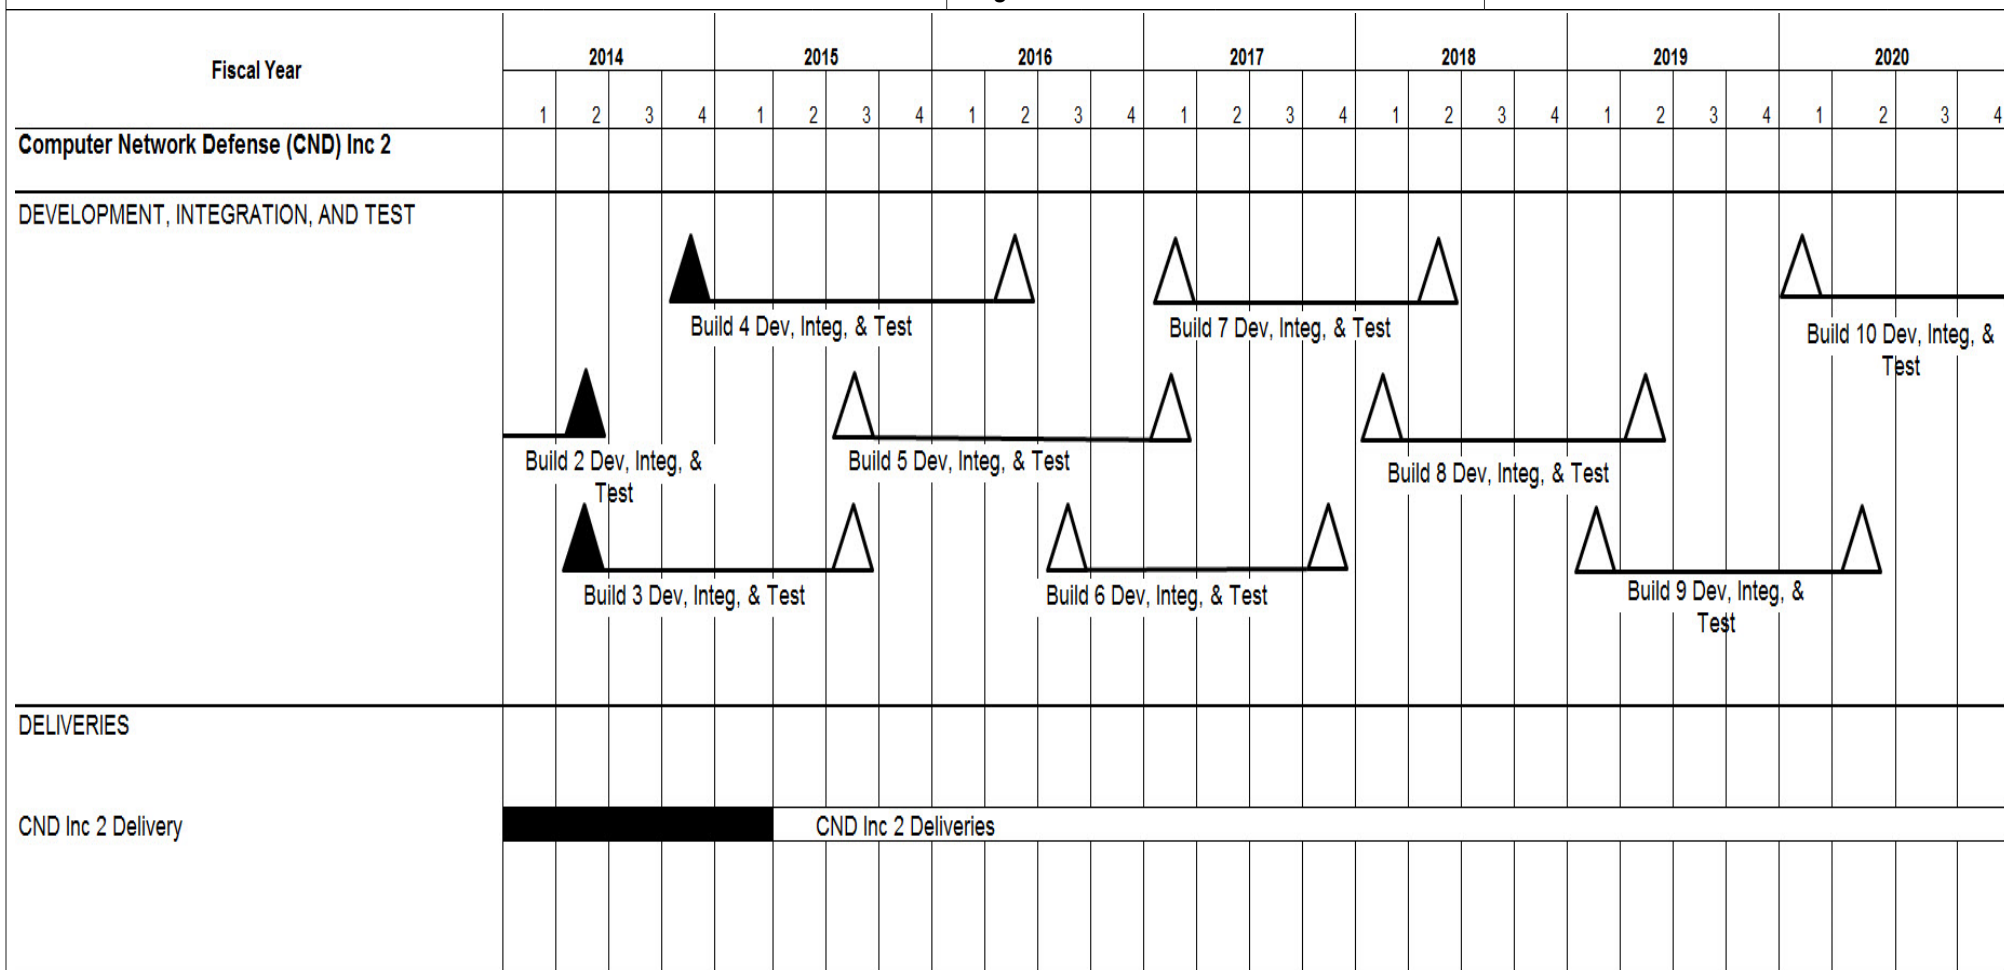 2014 2015 2016 2017 2018 2019 2020
Fiscal Year
1 2 3 4 1 2 3 4 1 2 3 4 1 2 3 4 1 2 3 4 1 2 3 4 1 2 3 4
Computer Network Defense (CND) Inc 2
DEVELOPMENT, INTEGRATION, AND TEST
Build 4 Dev, Integ, & Test
Build 7 Dev, Integ, & Test
Build 10 Dev, Integ, &
Test
Build 2 Dev, Integ, &
Test
Build 5 Dev, Integ, & Test
Build 8 Dev, Integ, & Test
Build 3 Dev, Integ, & Test
Build 6 Dev, Integ, & Test
Build 9 Dev, Integ, &
Test
DELIVERIES
CND Inc 2 Delivery
CND Inc 2 Deliveries